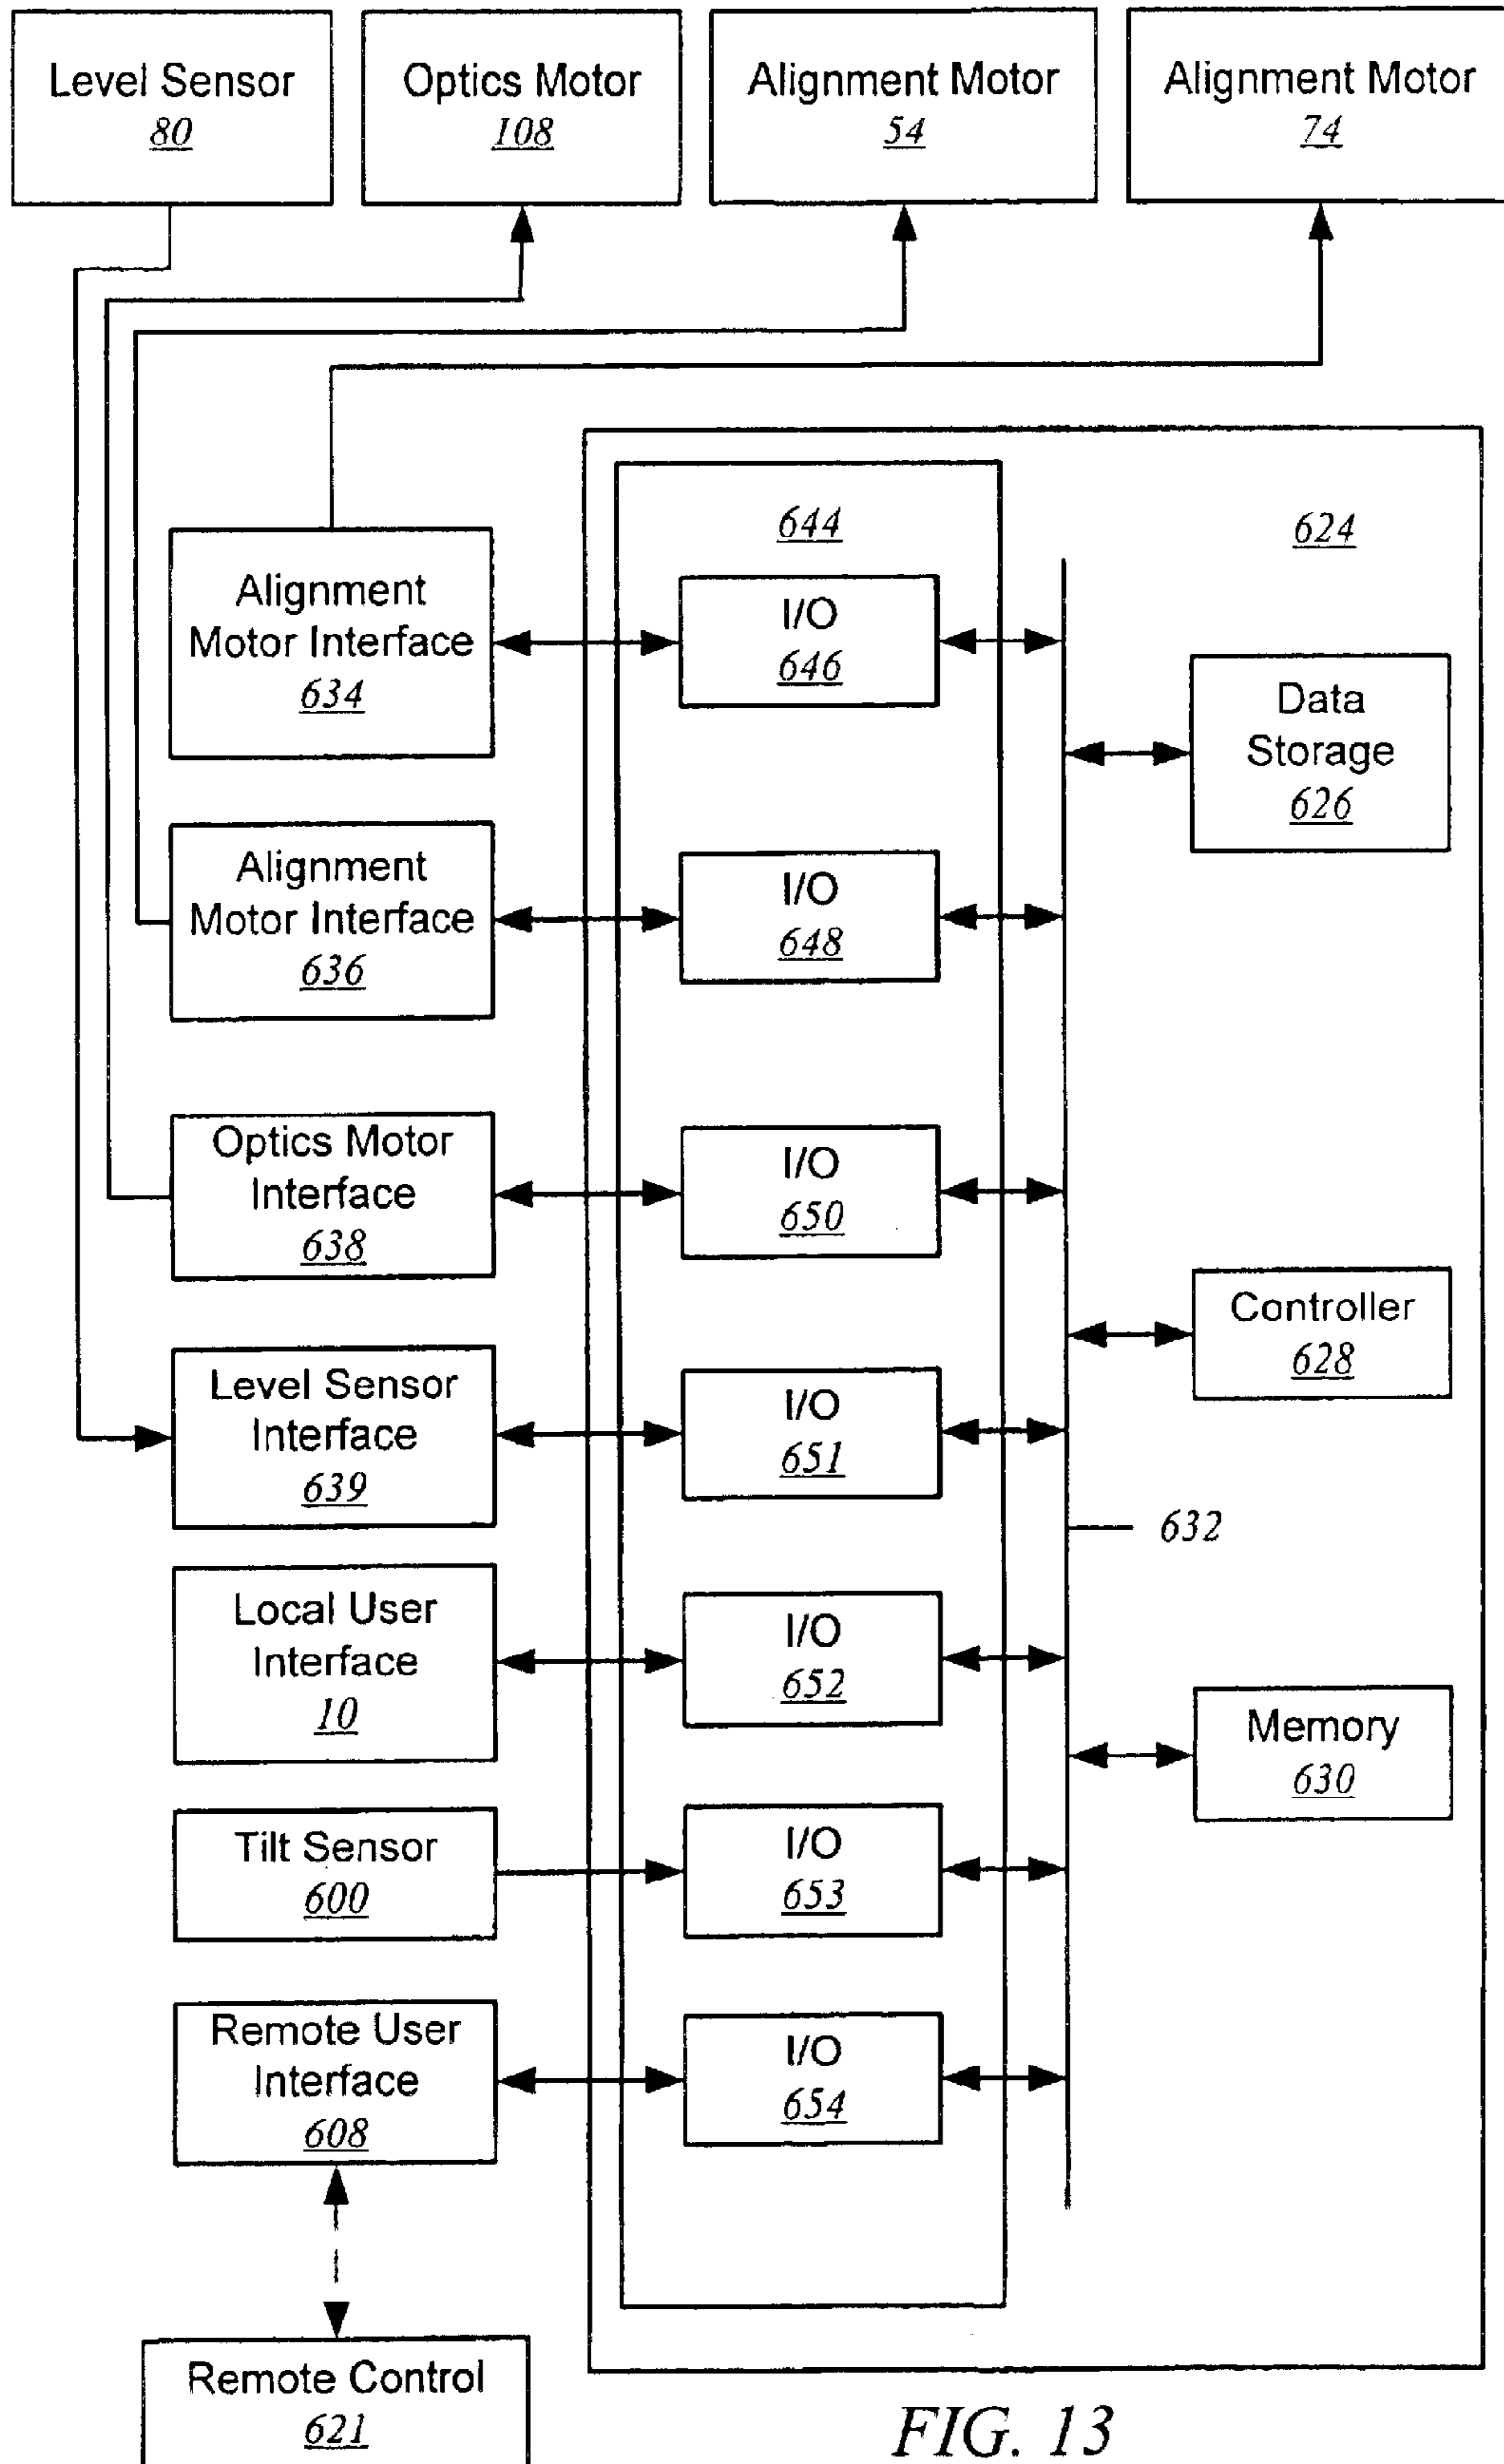 Level Sensor
80
Optics Motor
108
Alignment Motor
54
Alignment Motor
74
644
624
Alignment
Motor Interface
634
I/O
646
Data
Storage
626
Alignment
Motor Interface
636
I/O
648
Optics Motor
Interface
638
I/O
650
Controller
628
Level Sensor
Interface
639
I/O
651
632
Local User
Interface
10
I/O
652
Memory
630
Tilt Sensor
600
I/O
653
Remote User
Interface
608
I/O
654
Remote Control
621
FIG. 13